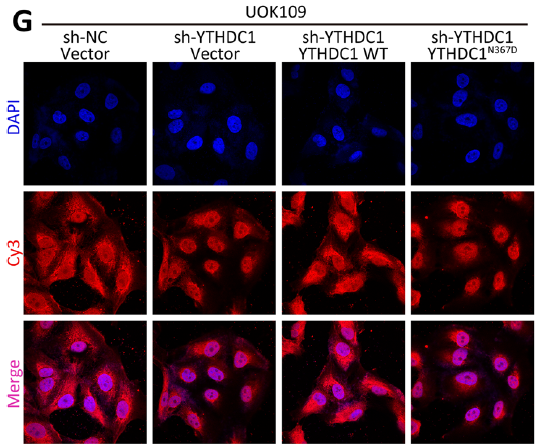 G
UOK109
sh-NC
Vector
sh-YTHDC1
Vector
sh-YTHDC1
YTHDC1 WT
sh-YTHDC1
YTHDC1N367D
DAPI
Cy3
Merge